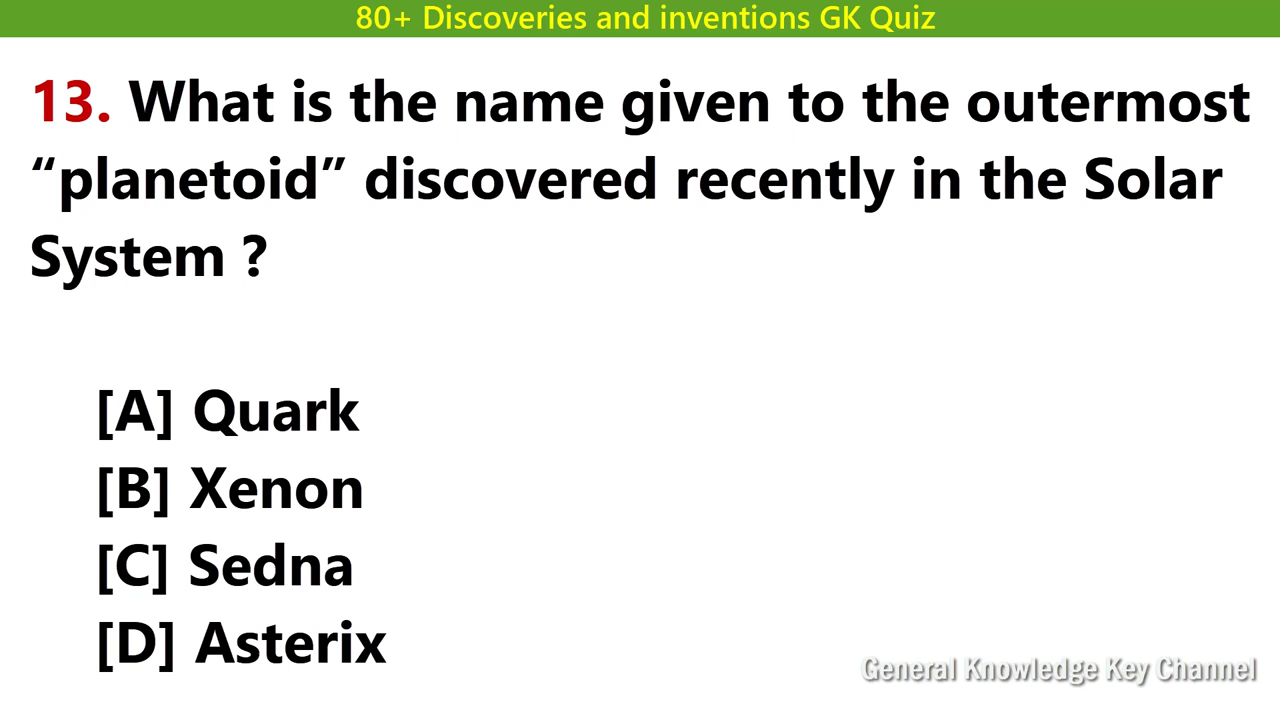 80+ Discoveries and inventions GK Quiz
13. What is the name given to the outermost
“planetoid” discovered recently in the Solar
System ?
[A] Quark
[B] Xenon
[C] Sedna
[D] Asterix
General Knowledge Key Channel